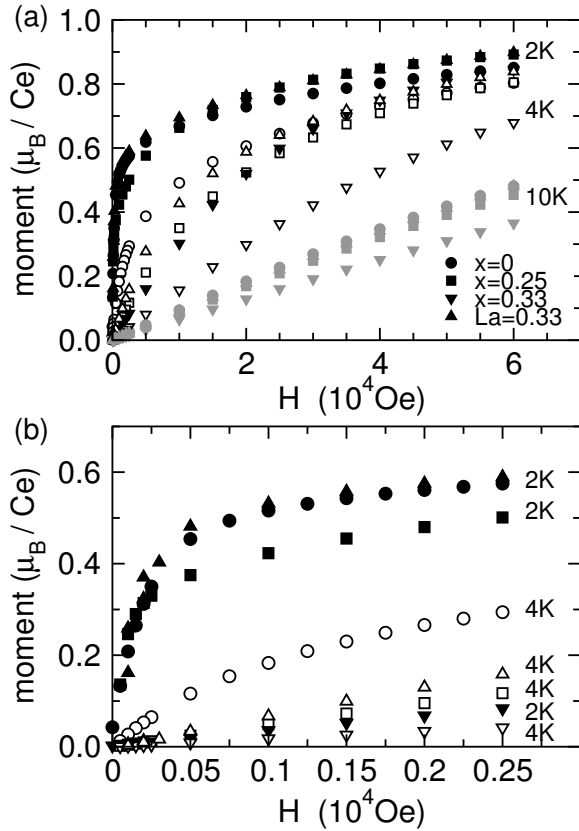 (a)
moment (μB / Ce)
1.0
0.8
0.6
0.4
0.2
0.0
2K
4K
10K
x=0
x=0.25
x=0.33
La=0.33
0 2 4 6
H (10⁴Oe)
(b)
moment (μB / Ce)
0.6
0.4
0.2
0.0
2K
2K
4K
4K
4K
2K
4K
0 0.05 0.10 0.15 0.20 0.25
H (10⁴Oe)